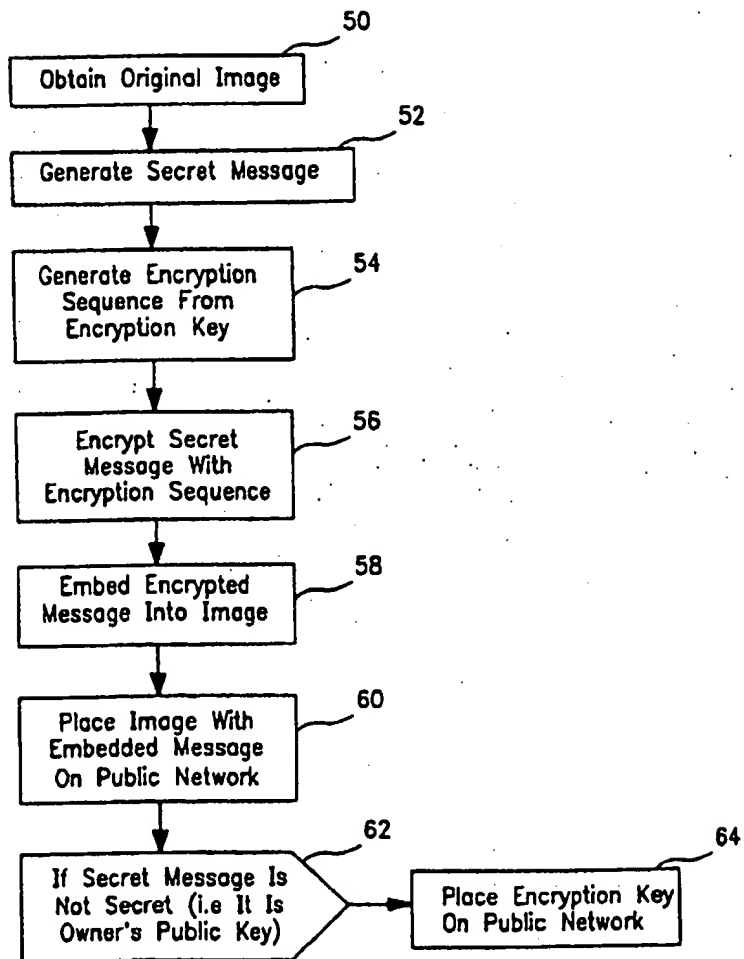 50
Obtain Original Image
52
Generate Secret Message
54
Generate Encryption
Sequence From
Encryption Key
56
Encrypt Secret
Message With
Encryption Sequence
58
Embed Encrypted
Message Into Image
60
Place Image With
Embedded Message
On Public Network
62
If Secret Message Is
Not Secret (i.e It Is
Owner's Public Key)
64
Place Encryption Key
On Public Network